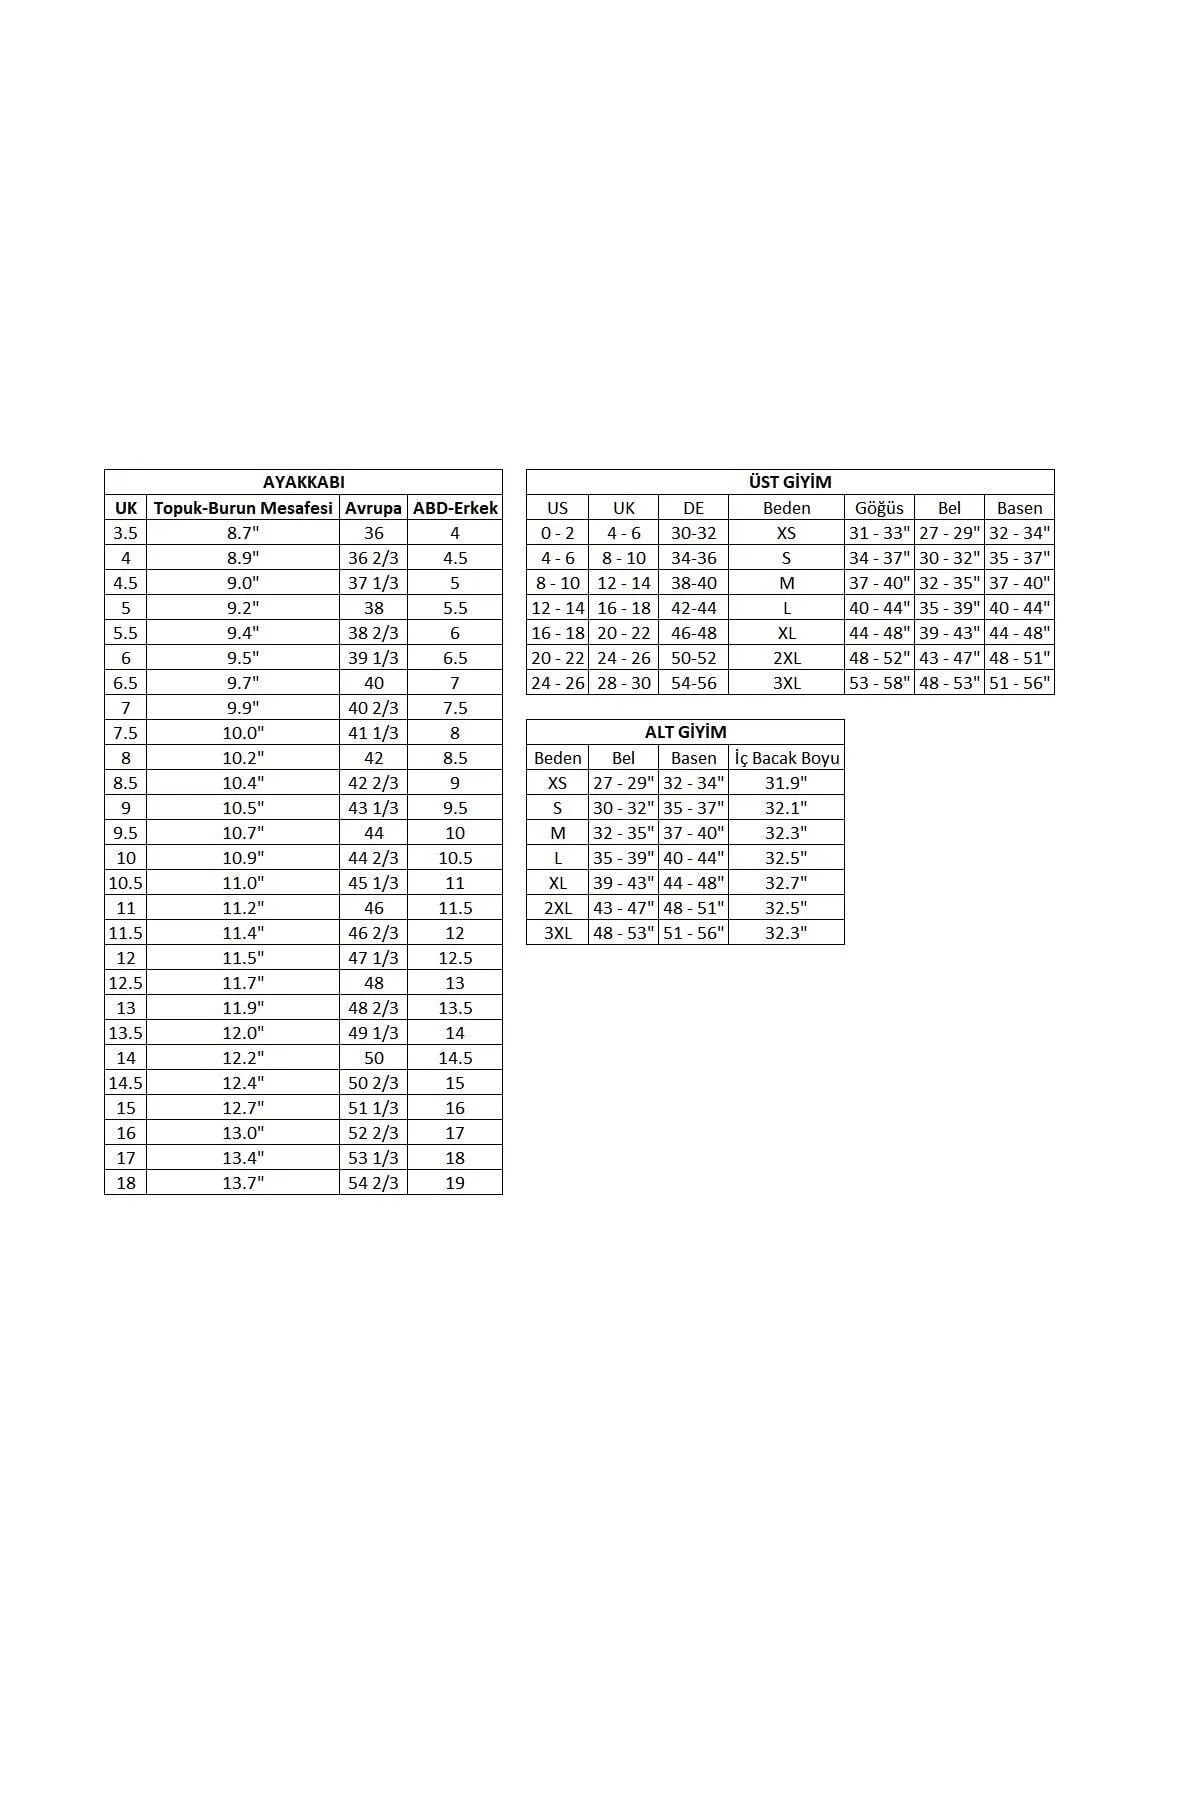 AYAKKABI
UK Topuk-Burun Mesafesi Avrupa ABD-Erkek
3.5 8.7" 36 4
4 8.9" 36 2/3 4.5
4.5 9.0" 37 1/3 5
5 9.2" 38 5.5
5.5 9.4" 38 2/3 6
6 9.5" 39 1/3 6.5
6.5 9.7" 40 7
7 9.9" 40 2/3 7.5
7.5 10.0" 41 1/3 8
8 10.2" 42 8.5
8.5 10.4" 42 2/3 9
9 10.5" 43 1/3 9.5
9.5 10.7" 44 10
10 10.9" 44 2/3 10.5
10.5 11.0" 45 1/3 11
11 11.2" 46 11.5
11.5 11.4" 46 2/3 12
12 11.5" 47 1/3 12.5
12.5 11.7" 48 13
13 11.9" 48 2/3 13.5
13.5 12.0" 49 1/3 14
14 12.2" 50 14.5
14.5 12.4" 50 2/3 15
15 12.7" 51 1/3 16
16 13.0" 52 2/3 17
17 13.4" 53 1/3 18
18 13.7" 54 2/3 19
ÜST GİYİM
US UK DE Beden Göğüs Bel Basen
0 - 2 4 - 6 30-32 XS 31 - 33" 27 - 29" 32 - 34"
4 - 6 8 - 10 34-36 S 34 - 37" 30 - 32" 35 - 37"
8 - 10 12 - 14 38-40 M 37 - 40" 32 - 35" 37 - 40"
12 - 14 16 - 18 42-44 L 40 - 44" 35 - 39" 40 - 44"
16 - 18 20 - 22 46-48 XL 44 - 48" 39 - 43" 44 - 48"
20 - 22 24 - 26 50-52 2XL 48 - 52" 43 - 47" 48 - 51"
24 - 26 28 - 30 54-56 3XL 53 - 58" 48 - 53" 51 - 56"
ALT GİYİM
Beden Bel Basen İç Bacak Boyu
XS 27 - 29" 32 - 34" 31.9"
S 30 - 32" 35 - 37" 32.1"
M 32 - 35" 37 - 40" 32.3"
L 35 - 39" 40 - 44" 32.5"
XL 39 - 43" 44 - 48" 32.7"
2XL 43 - 47" 48 - 51" 32.5"
3XL 48 - 53" 51 - 56" 32.3"